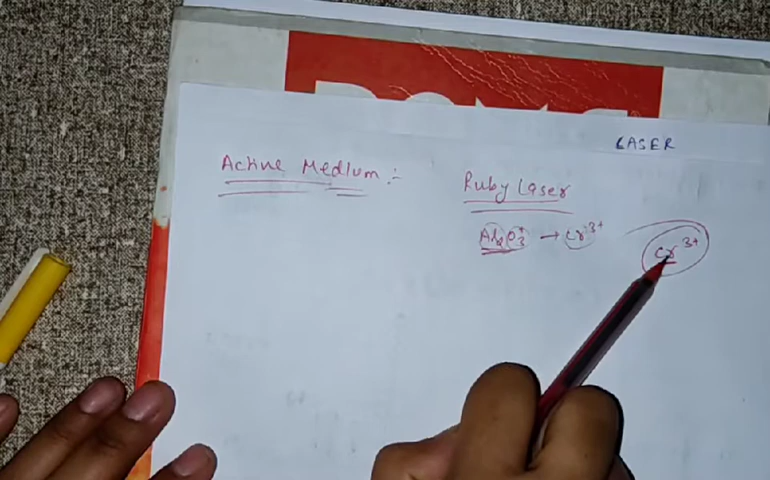 LASER
Active Medium :-
Ruby Laser
Al2O3 → Cr3+
Cr3+